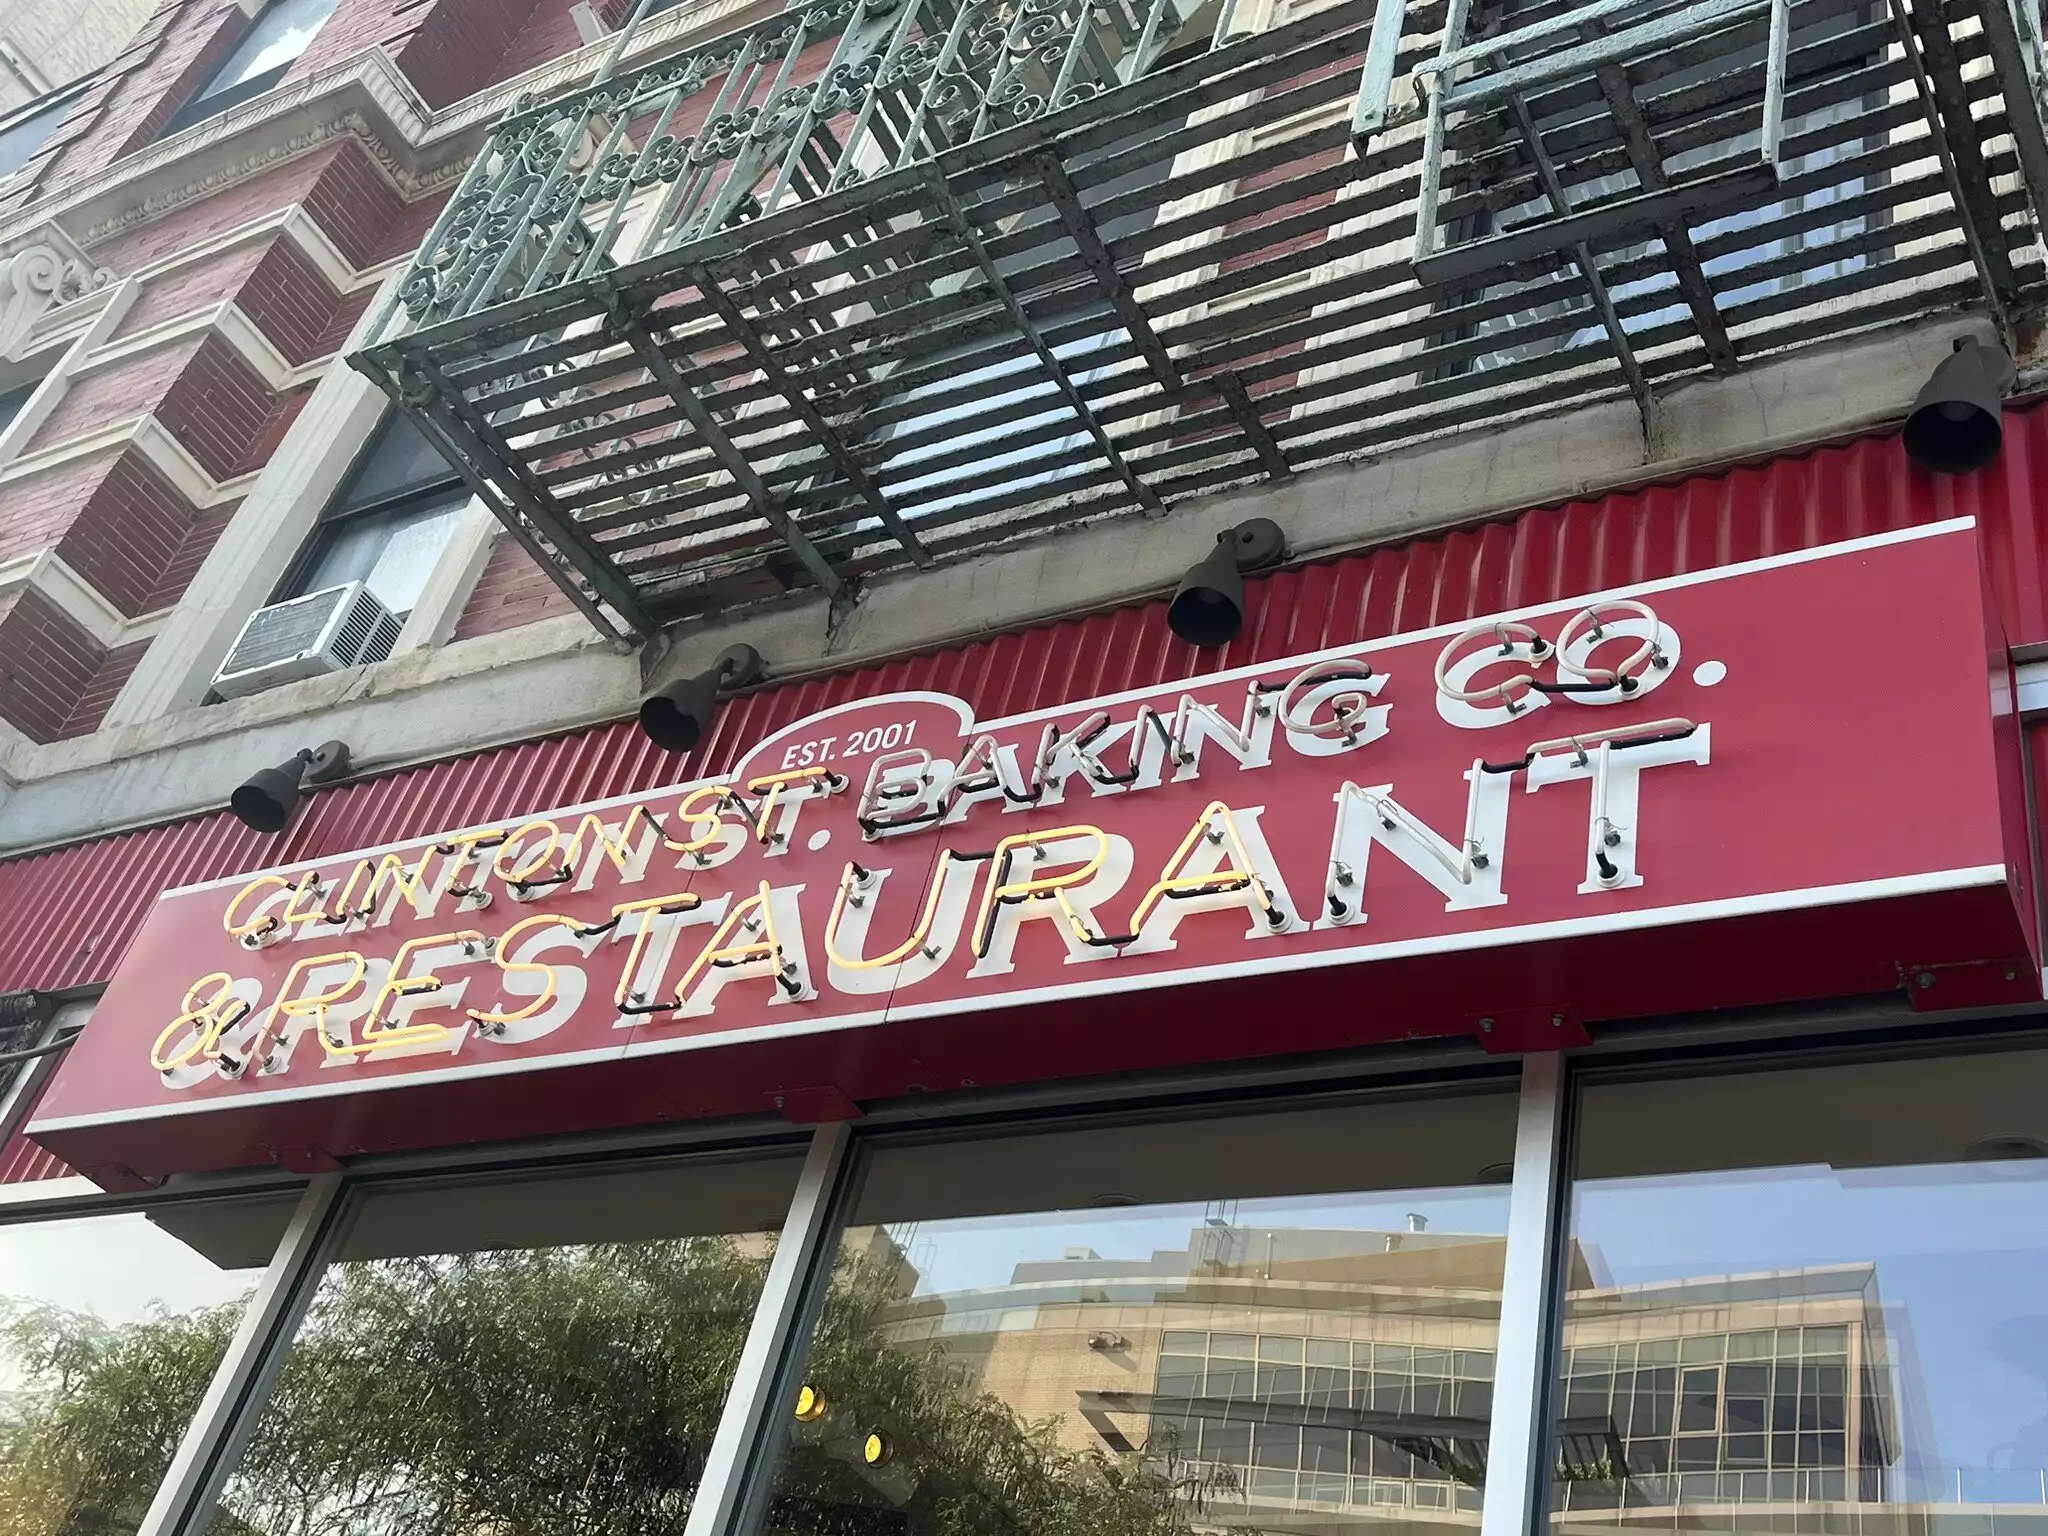 EST. 2001
CLINTON ST. BAKING CO.
& RESTAURANT